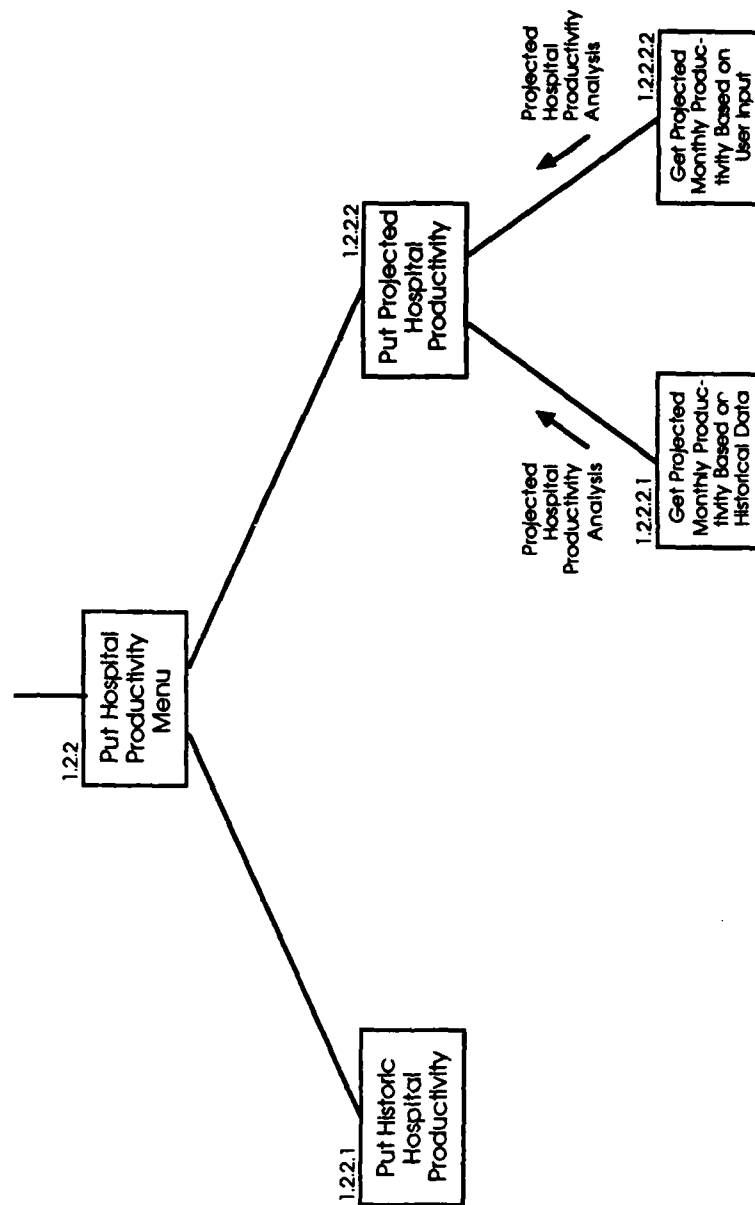 1.2.2
Put Hospital
Productivity
Menu
1.2.2.1
Put Historic
Hospital
Productivity
1.2.2.2
Put Projected
Hospital
Productivity
Projected
Hospital
Productivity
Analysis
Projected
Hospital
Productivity
Analysis
1.2.2.2.1
Get Projected
Monthly Produc-
tivity Based or
Historical Data
1.2.2.2.2
Get Projected
Monthly Produc-
tivity Based on
User Input